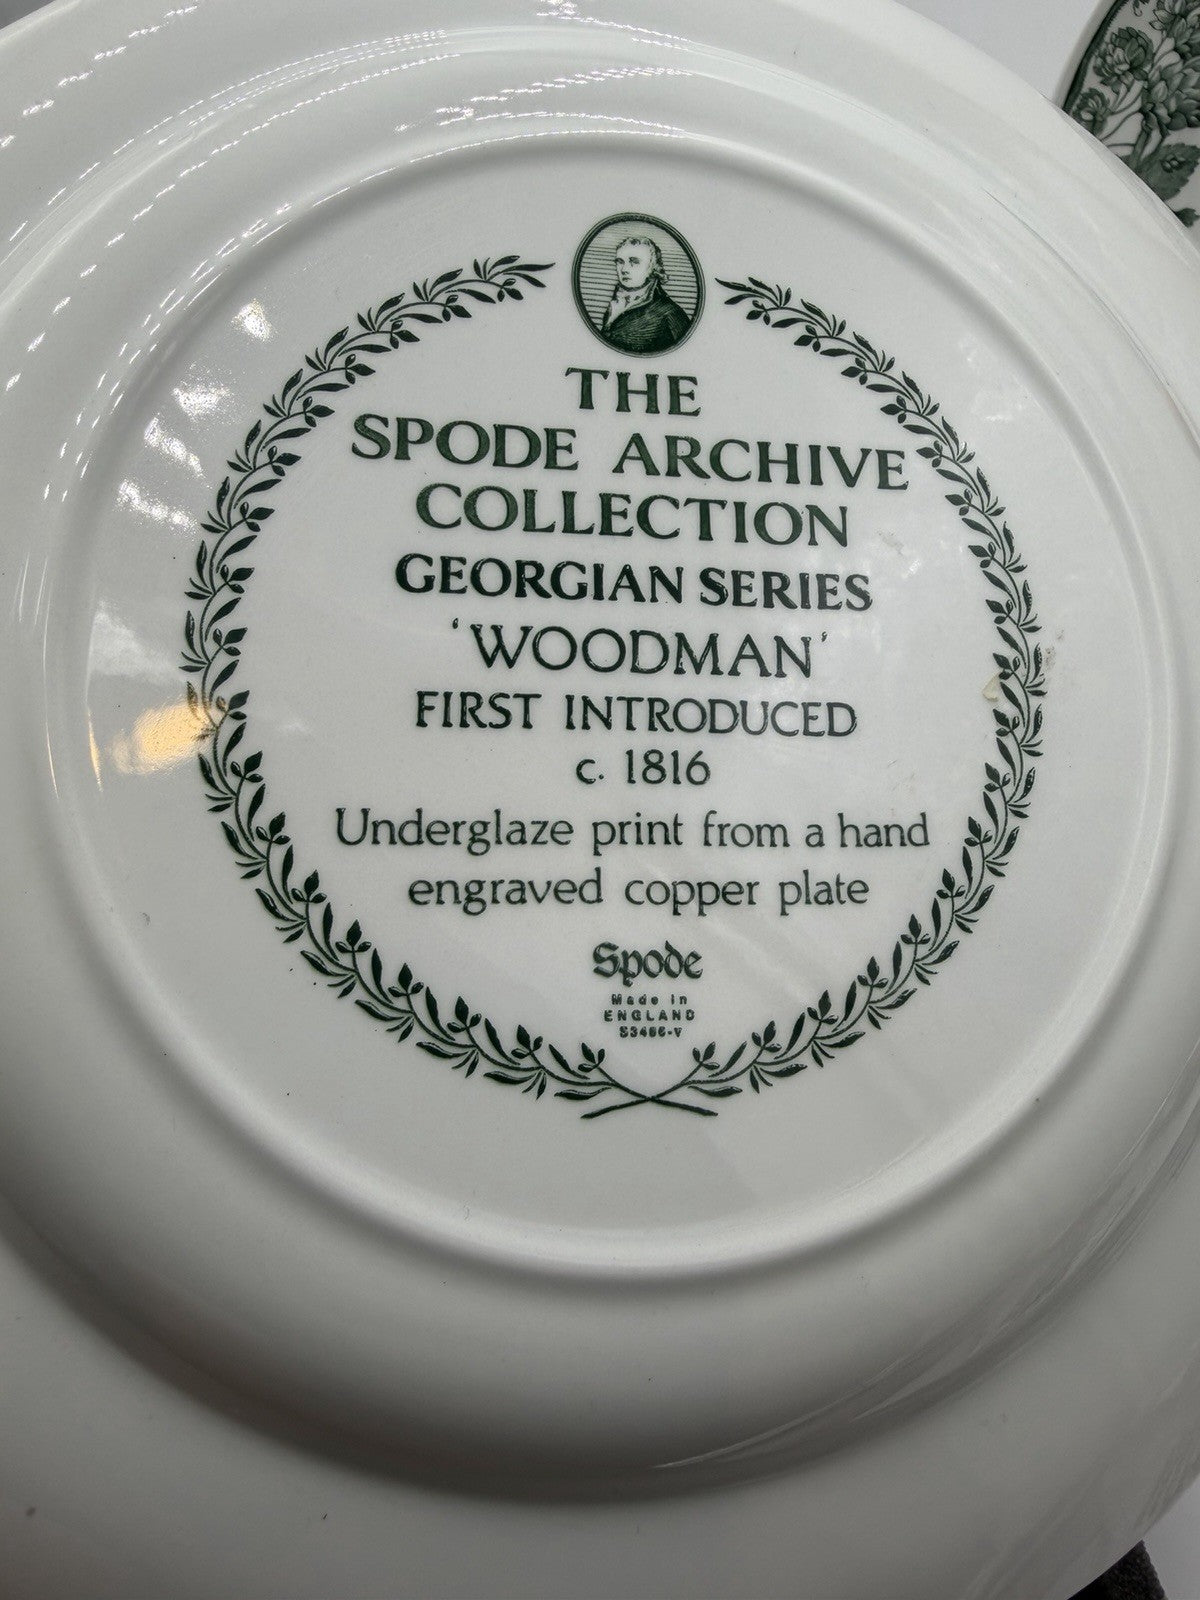 THE
SPODE ARCHIVE
COLLECTION
GEORGIAN SERIES
'WOODMAN'
FIRST INTRODUCED
c. 1816
Underglaze print from a hand
engraved copper plate
Spode
Made in
ENGLAND
S3486-V